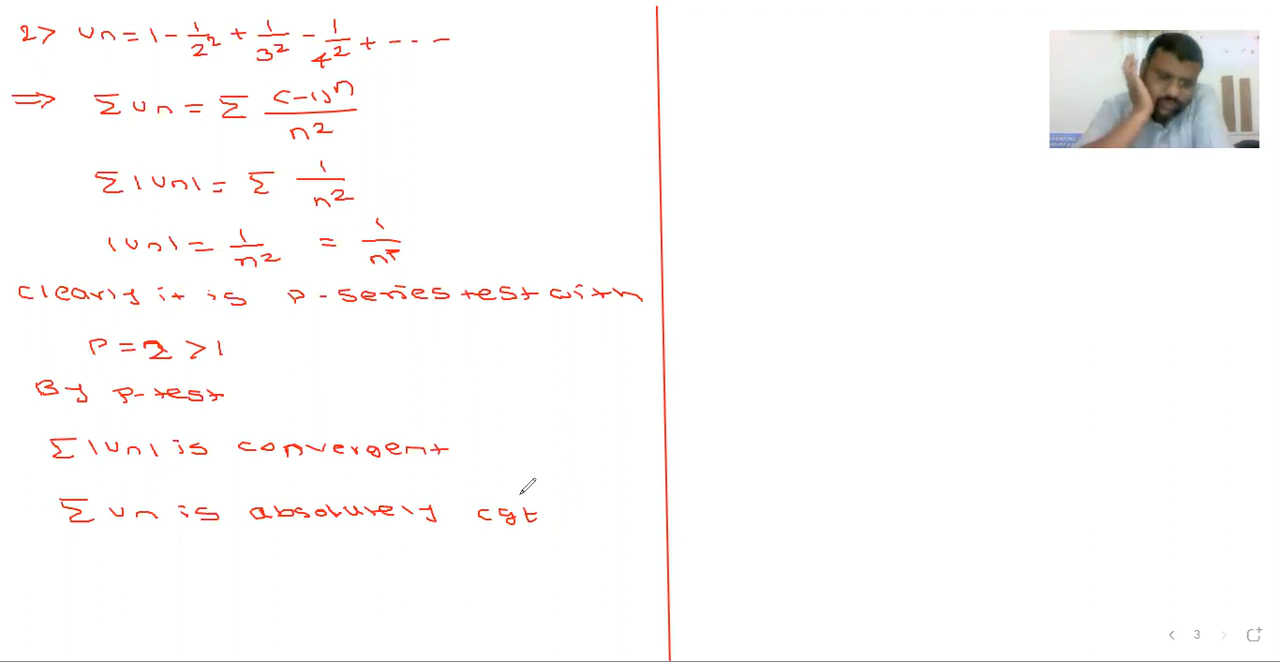 2> Un = 1 - 1/2² + 1/3² - 1/4² + - - - -
⇒ Σ Un = Σ (-1)ⁿ/n²
Σ |Un| = Σ 1/n²
|Un| = 1/n² = 1/nᴾ
clearly it is P-series test with
P = 2 > 1
By P-test
Σ |Un| is convergent
Σ Un is absolutely cgt
< 3 >